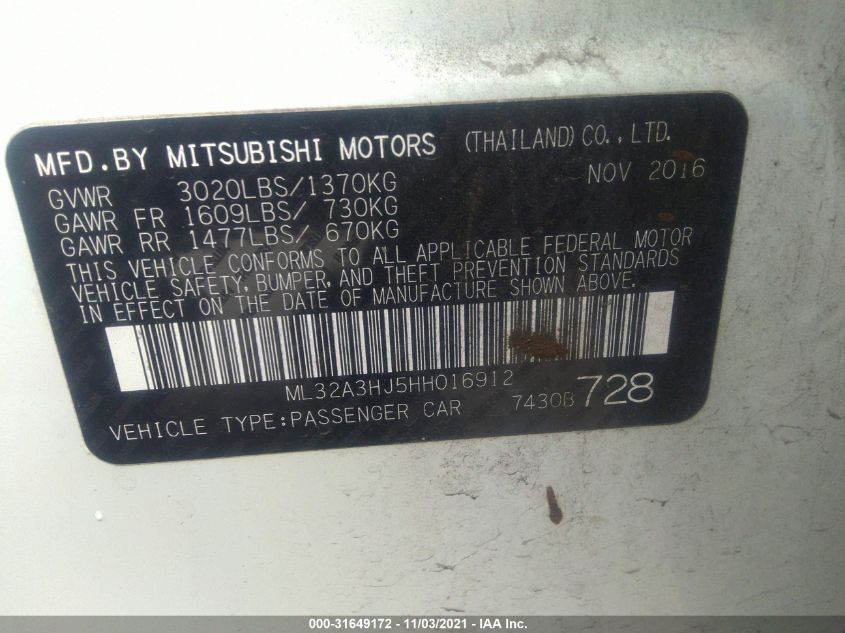 MFD.BY MITSUBISHI MOTORS (THAILAND) CO., LTD.
GVWR 3020LBS/1370KG NOV 2016
GAWR FR 1609LBS/ 730KG
GAWR RR 1477LBS/ 670KG
THIS VEHICLE CONFORMS TO ALL APPLICABLE FEDERAL MOTOR
VEHICLE SAFETY, BUMPER, AND THEFT PREVENTION STANDARDS
IN EFFECT ON THE DATE OF MANUFACTURE SHOWN ABOVE.
ML32A3HJ5HH016912
VEHICLE TYPE:PASSENGER CAR 7430B 728
000-31649172 - 11/03/2021 - IAA Inc.